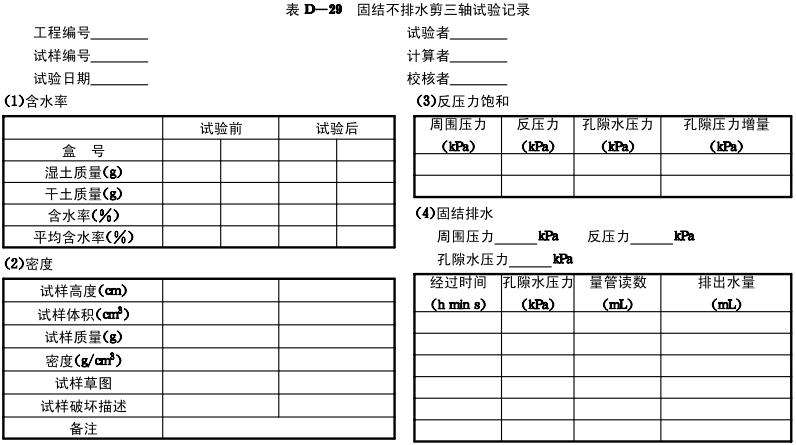 表 D—29 固结不排水剪三轴试验记录
工程编号________ 试验者________
试样编号________ 计算者________
试验日期________ 校核者________
(1)含水率
试验前 试验后
盒 号
湿土质量(g)
干土质量(g)
含水率(%)
平均含水率(%)
(2)密度
试样高度(cm)
试样体积(cm³)
试样质量(g)
密度(g/cm³)
试样草图
试样破坏描述
备注
(3)反压力饱和
周围压力 反压力 孔隙水压力 孔隙压力增量
(kPa) (kPa) (kPa) (kPa)
(4)固结排水
周围压力______kPa 反压力______kPa
孔隙水压力______kPa
经过时间 孔隙水压力 量管读数 排出水量
(h min s) (kPa) (mL) (mL)